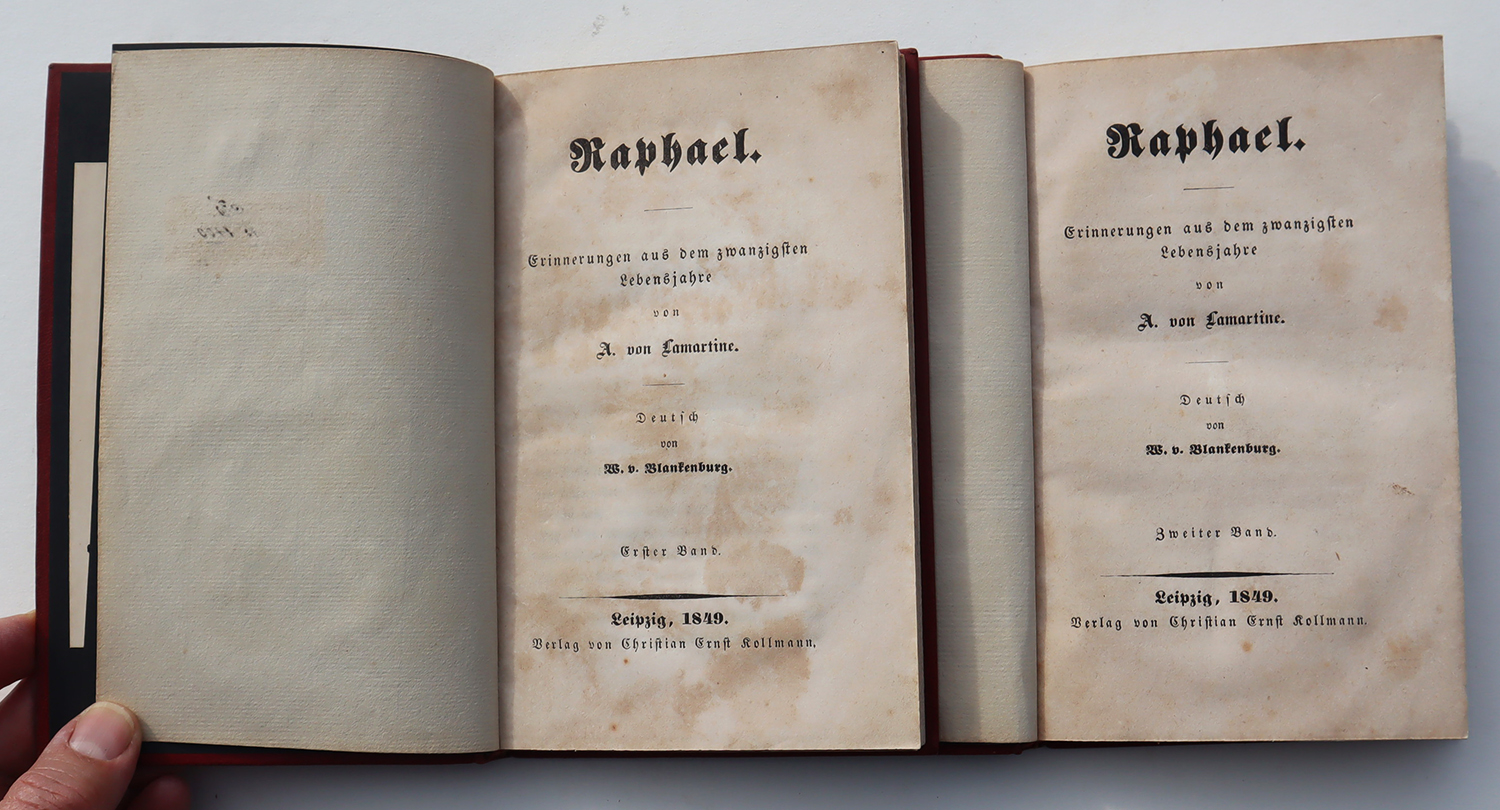 Raphael.
Erinnerungen aus dem zwanzigsten
Lebensjahre
von
A. von Lamartine.
Deutsch
von
W. v. Blankenburg.
Erster Band.
Leipzig, 1849.
Verlag von Christian Ernst Kollmann.
Raphael.
Erinnerungen aus dem zwanzigsten
Lebensjahre
von
A. von Lamartine.
Deutsch
von
W. v. Blankenburg.
Zweiter Band.
Leipzig, 1849.
Verlag von Christian Ernst Kollmann.